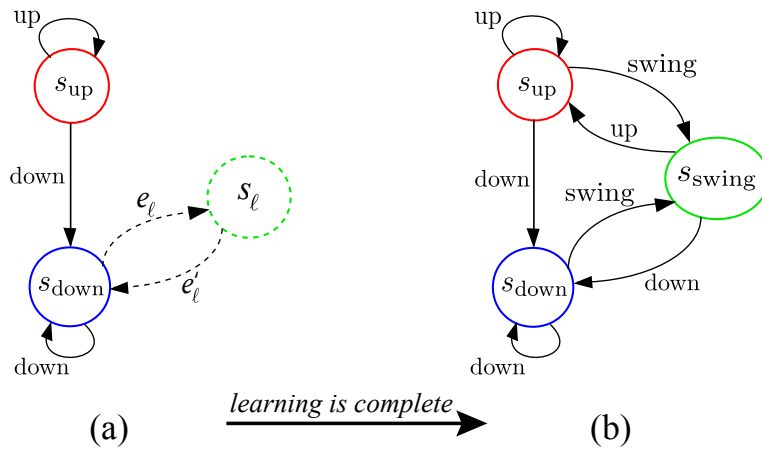 up
s_up
down
e_ℓ
s_ℓ
e'_ℓ
s_down
down
(a)
learning is complete
up
s_up
swing
up
down
swing
s_swing
s_down
down
down
(b)